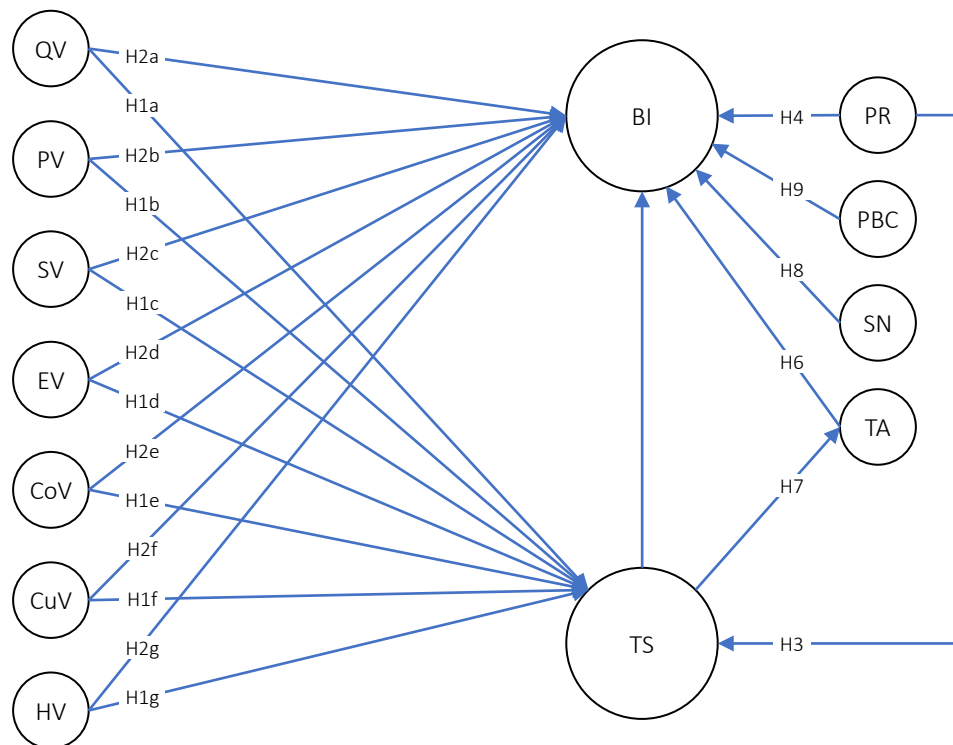 QV
H2a
H1a
BI
H4
PR
PV
H2b
H1b
H9
PBC
SV
H2c
H1c
H8
SN
EV
H2d
H1d
H6
TA
CoV
H2e
H1e
H7
CuV
H2f
H1f
HV
H2g
H1g
TS
H3